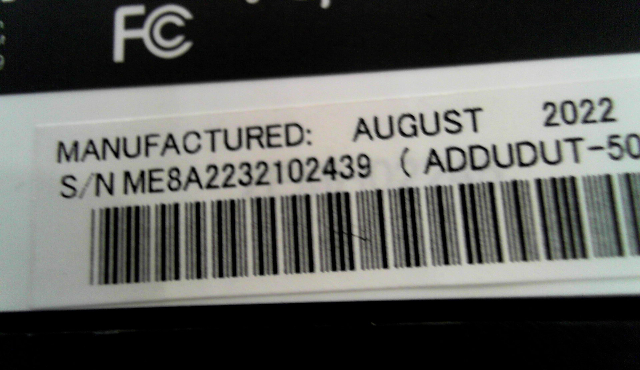 FC
MANUFACTURED: AUGUST 2022
S/N ME8A2232102439 ( ADDUDUT-50